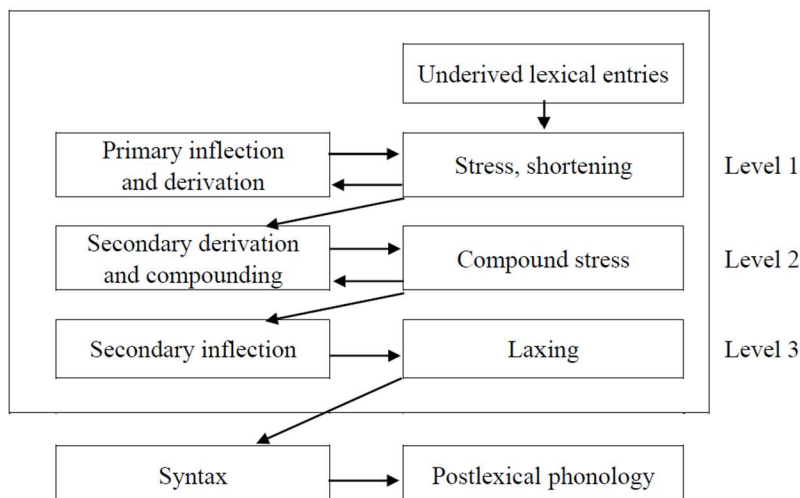 Underived lexical entries
Primary inflection
and derivation
Stress, shortening
Level 1
Secondary derivation
and compounding
Compound stress
Level 2
Secondary inflection
Laxing
Level 3
Syntax
Postlexical phonology